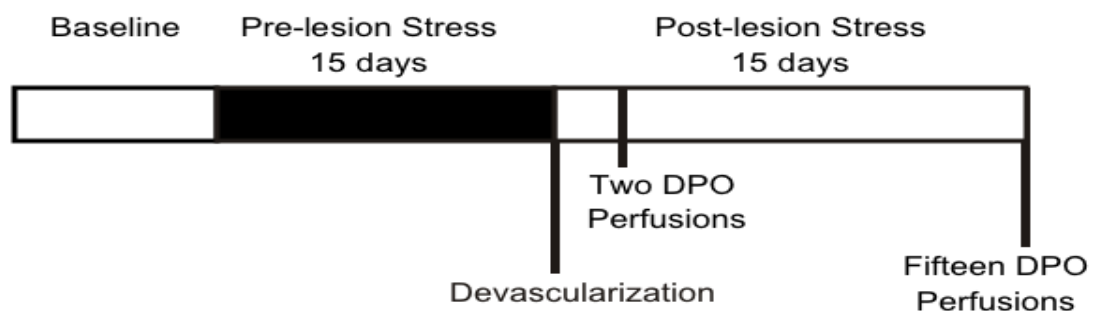 Baseline
Pre-lesion Stress
15 days
Post-lesion Stress
15 days
Two DPO
Perfusions
Devascularization
Fifteen DPO
Perfusions